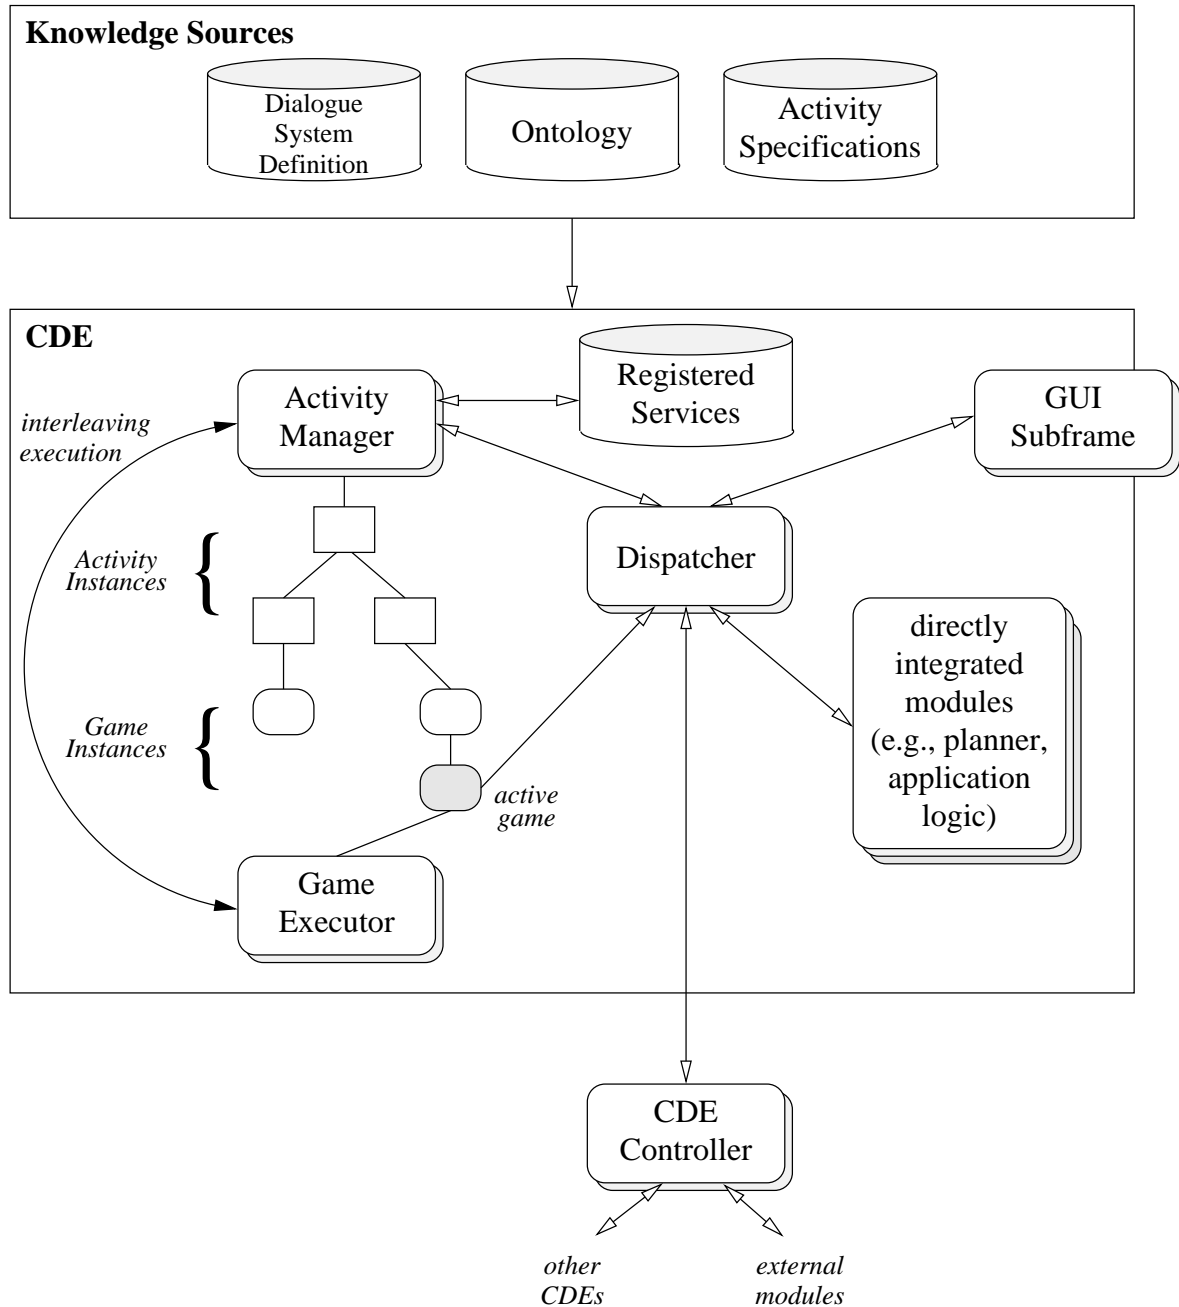 Knowledge Sources
Dialogue
System
Definition
Ontology
Activity
Specifications
CDE
Activity
Manager
Registered
Services
GUI
Subframe
interleaving
execution
Dispatcher
Activity
Instances
directly
integrated
modules
(e.g., planner,
application
logic)
Game
Instances
active
game
Game
Executor
CDE
Controller
other
CDEs
external
modules